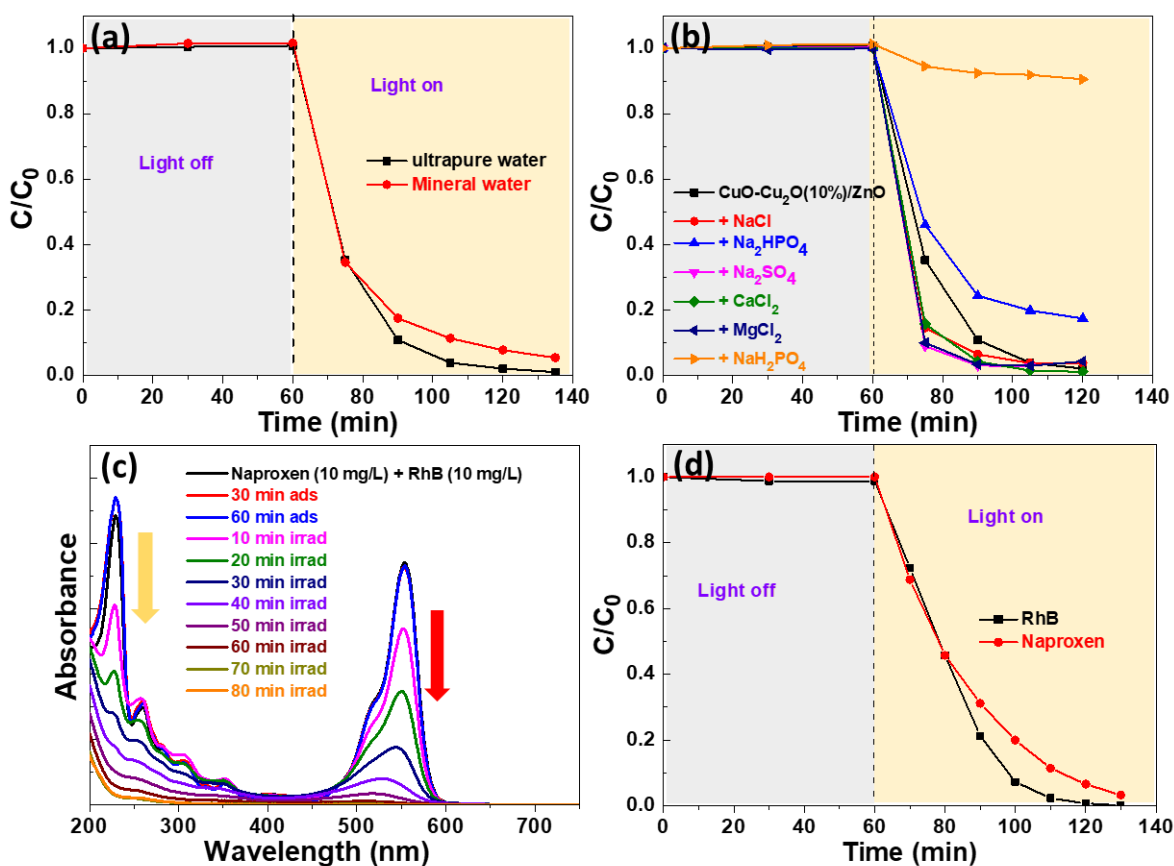 (a)
Light on
Light off
ultrapure water
Mineral water
C/C₀
1.0
0.8
0.6
0.4
0.2
0.0
0 20 40 60 80 100 120 140
Time (min)
(b)
CuO-Cu₂O(10%)/ZnO
+ NaCl
+ Na₂HPO₄
+ Na₂SO₄
+ CaCl₂
+ MgCl₂
+ NaH₂PO₄
C/C₀
1.0
0.8
0.6
0.4
0.2
0.0
0 20 40 60 80 100 120 140
Time (min)
(c)
Naproxen (10 mg/L) + RhB (10 mg/L)
30 min ads
60 min ads
10 min irrad
20 min irrad
30 min irrad
40 min irrad
50 min irrad
60 min irrad
70 min irrad
80 min irrad
Absorbance
200 300 400 500 600 700
Wavelength (nm)
(d)
Light on
Light off
RhB
Naproxen
C/C₀
1.0
0.8
0.6
0.4
0.2
0.0
0 20 40 60 80 100 120 140
Time (min)